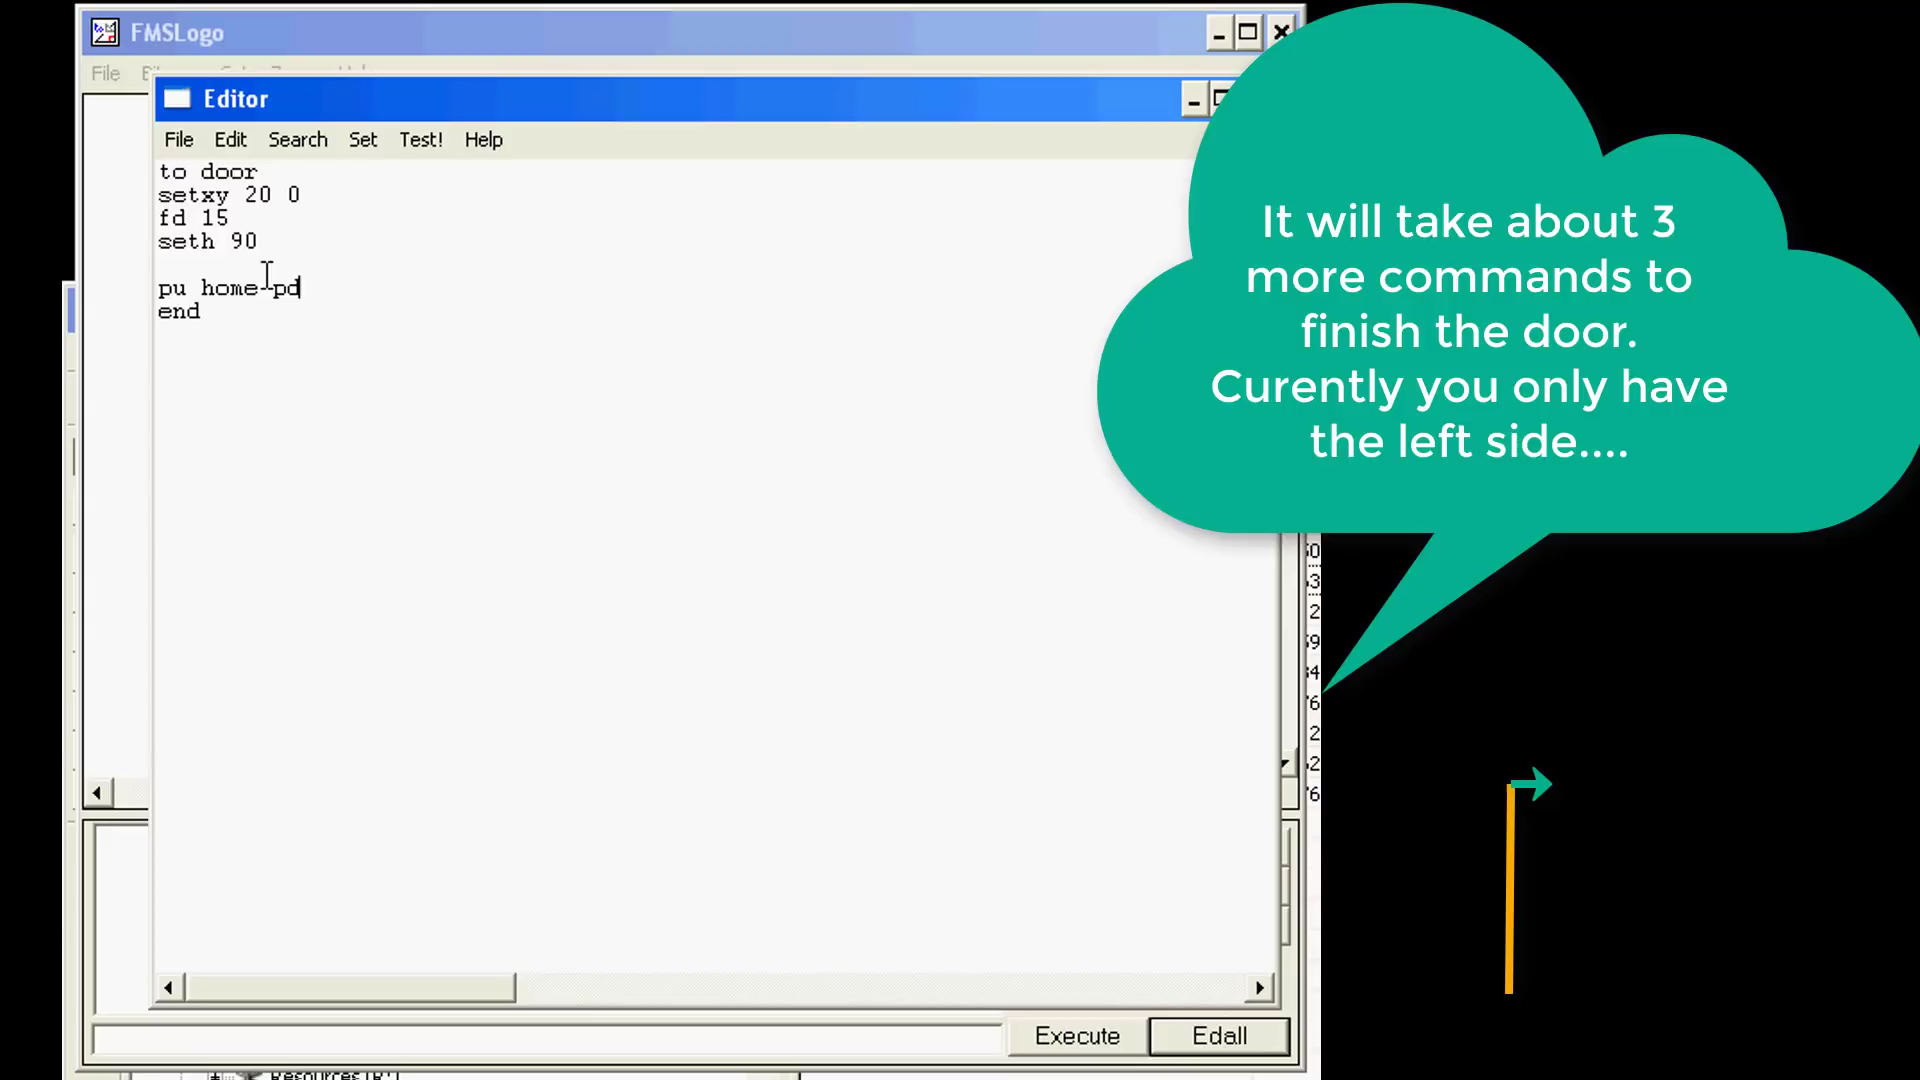 FMSLogo
File
Editor
File Edit Search Set Test! Help
to door
setxy 20 0
fd 15
seth 90
pu home pd
end
It will take about 3
more commands to
finish the door.
Curently you only have
the left side....
2
2
Execute
Edall